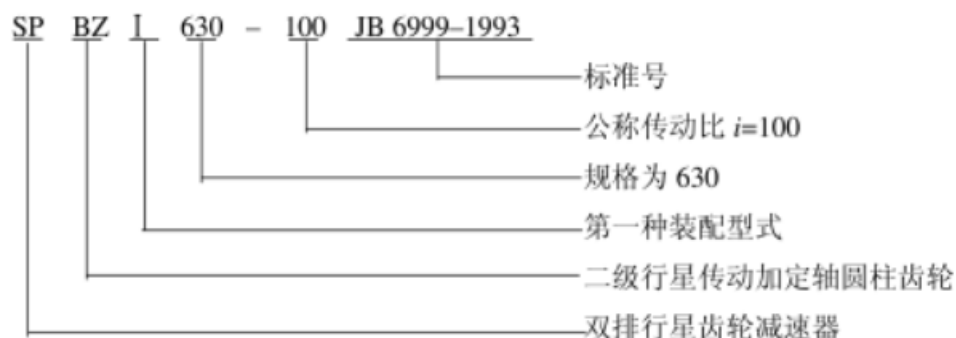 SP BZ I 630 - 100 JB 6999-1993
标准号
公称传动比 i=100
规格为 630
第一种装配型式
二级行星传动加定轴圆柱齿轮
双排行星齿轮减速器